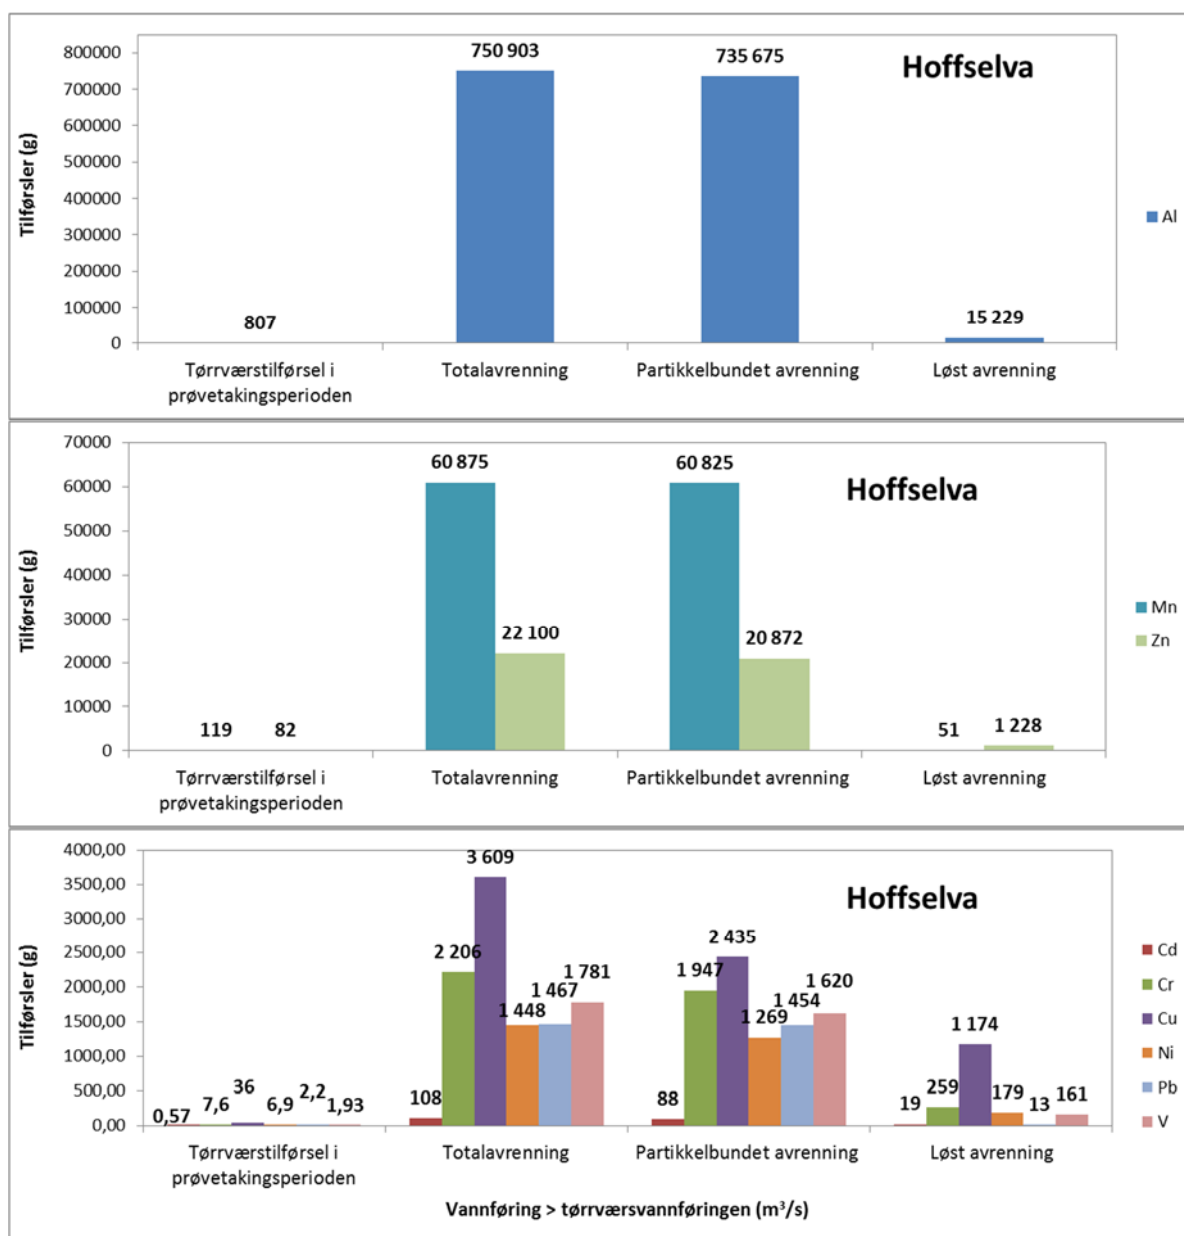 Hoffselva
Tilførsler (g)
800000
700000
600000
500000
400000
300000
200000
100000
0
807
750 903
735 675
15 229
Tørrværstilførsel i
prøvetakingsperioden
Totalavrenning
Partikkelbundet avrenning
Løst avrenning
Al
Hoffselva
Tilførsler (g)
70000
60000
50000
40000
30000
20000
10000
0
119 82
60 875
22 100
60 825
20 872
51 1 228
Tørrværstilførsel i
prøvetakingsperioden
Totalavrenning
Partikkelbundet avrenning
Løst avrenning
Mn
Zn
Hoffselva
Tilførsler (g)
4000,00
3500,00
3000,00
2500,00
2000,00
1500,00
1000,00
500,00
0,00
0,57 7,6 36 6,9 2,2 1,93
108 2 206 3 609 1 448 1 467 1 781
88 1 947 2 435 1 269 1 454 1 620
19 259 1 174 179 13 161
Tørrværstilførsel i
prøvetakingsperioden
Totalavrenning
Partikkelbundet avrenning
Løst avrenning
Cd
Cr
Cu
Ni
Pb
V
Vannføring > tørrværsvannføringen (m³/s)